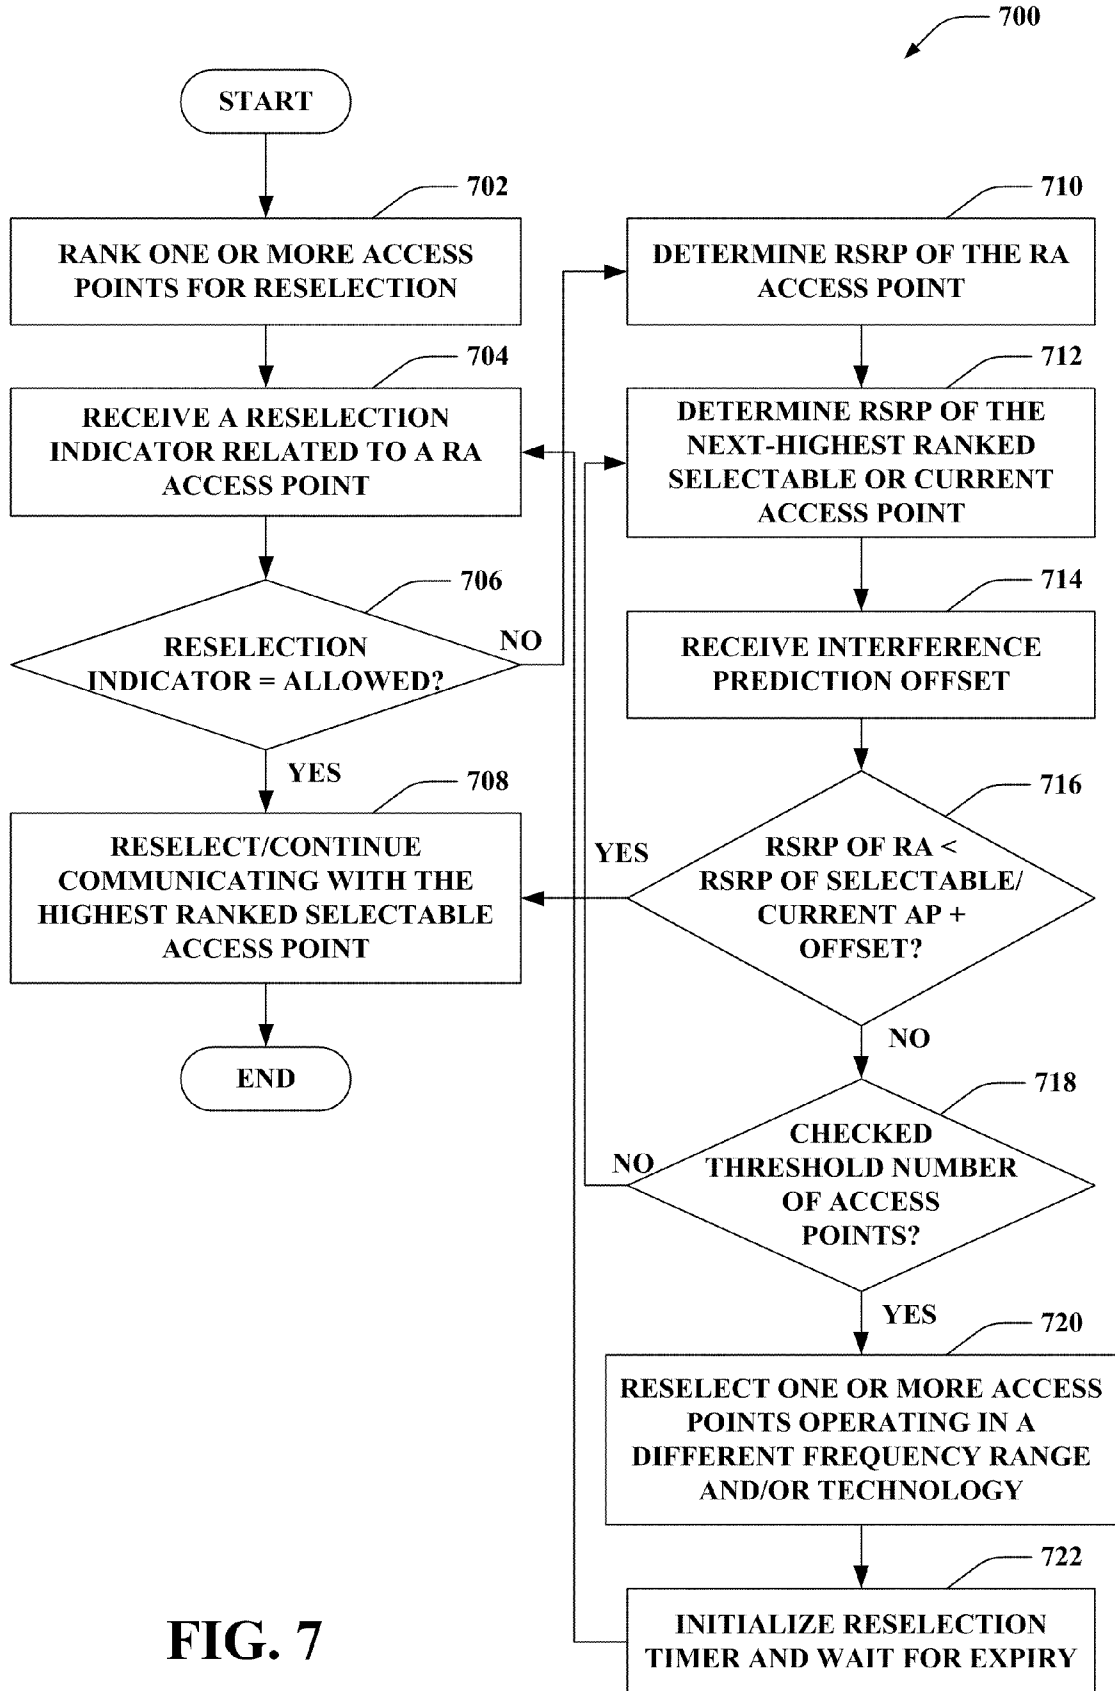 700
START
702
RANK ONE OR MORE ACCESS
POINTS FOR RESELECTION
704
RECEIVE A RESELECTION
INDICATOR RELATED TO A RA
ACCESS POINT
706
RESELECTION
INDICATOR = ALLOWED?
NO
YES
708
RESELECT/CONTINUE
COMMUNICATING WITH THE
HIGHEST RANKED SELECTABLE
ACCESS POINT
END
710
DETERMINE RSRP OF THE RA
ACCESS POINT
712
DETERMINE RSRP OF THE
NEXT-HIGHEST RANKED
SELECTABLE OR CURRENT
ACCESS POINT
714
RECEIVE INTERFERENCE
PREDICTION OFFSET
716
YES
RSRP OF RA <
RSRP OF SELECTABLE/
CURRENT AP +
OFFSET?
NO
718
NO
CHECKED
THRESHOLD NUMBER
OF ACCESS
POINTS?
YES
720
RESELECT ONE OR MORE ACCESS
POINTS OPERATING IN A
DIFFERENT FREQUENCY RANGE
AND/OR TECHNOLOGY
722
INITIALIZE RESELECTION
TIMER AND WAIT FOR EXPIRY
FIG. 7